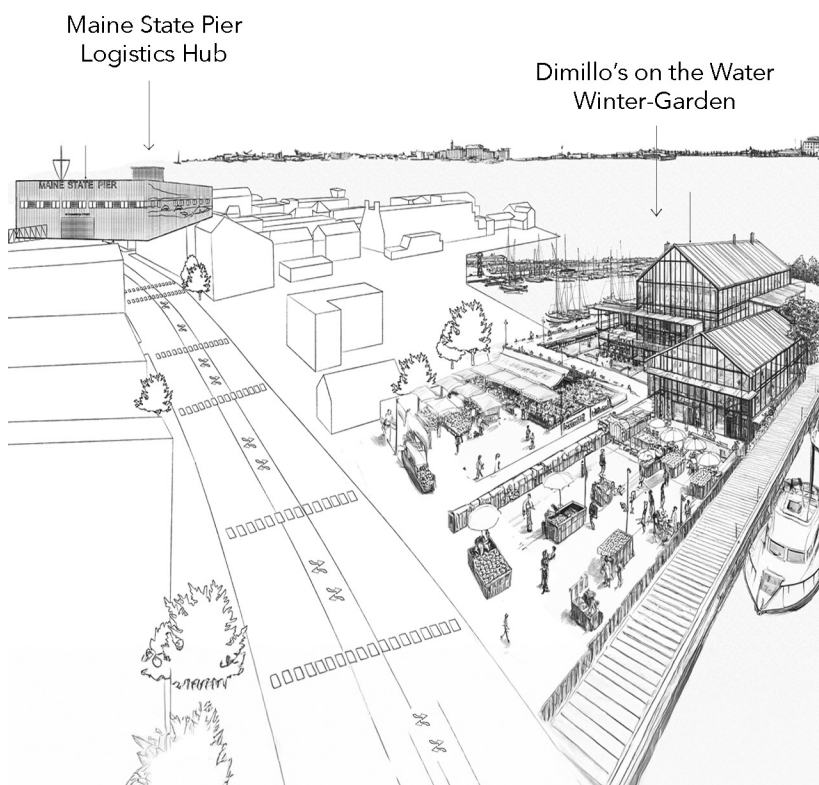 Maine State Pier
Logistics Hub
Dimillo's on the Water
Winter-Garden
MAINE STATE PIER